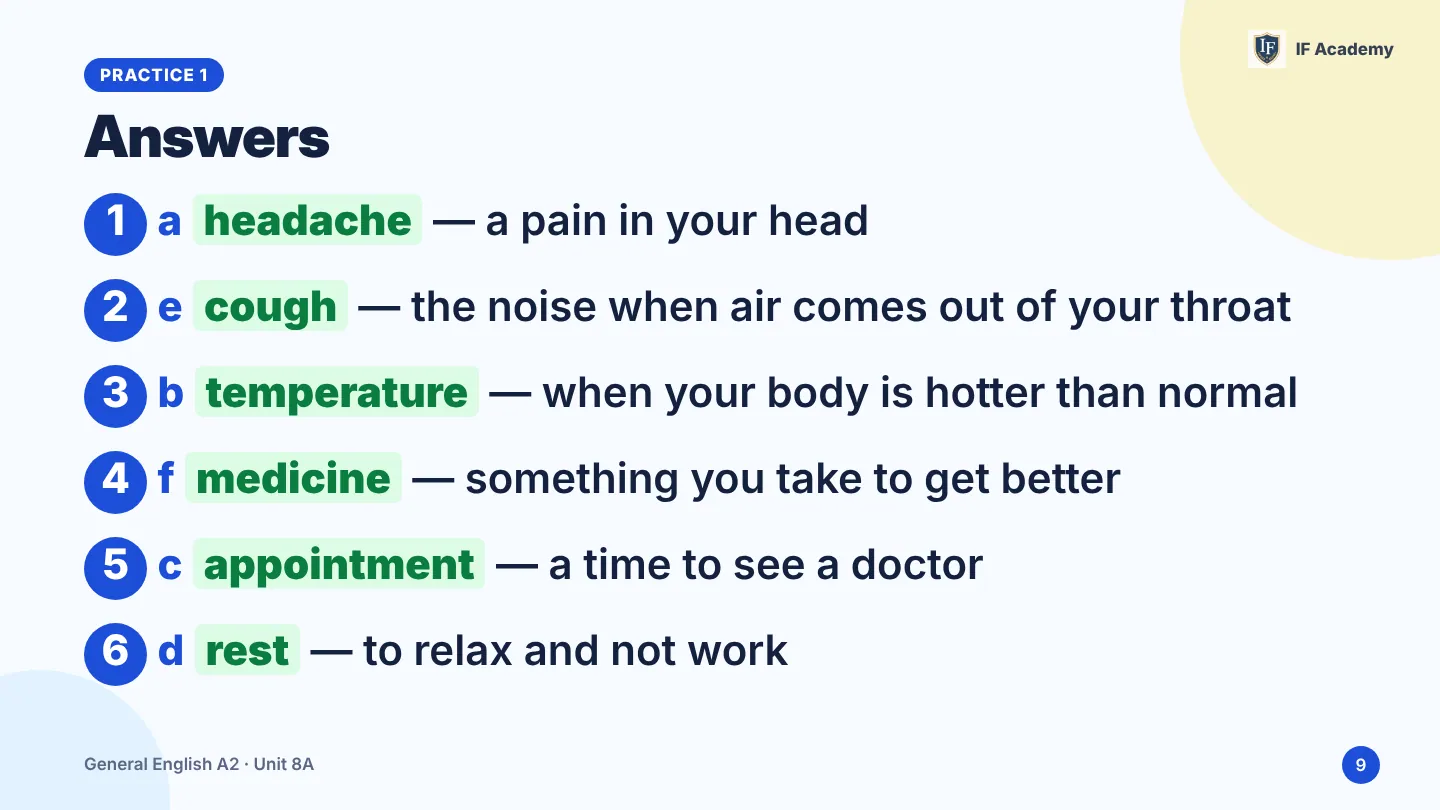 IF
IF Academy
PRACTICE 1
Answers
1 a headache — a pain in your head
2 e cough — the noise when air comes out of your throat
3 b temperature — when your body is hotter than normal
4 f medicine — something you take to get better
5 c appointment — a time to see a doctor
6 d rest — to relax and not work
General English A2 · Unit 8A
9